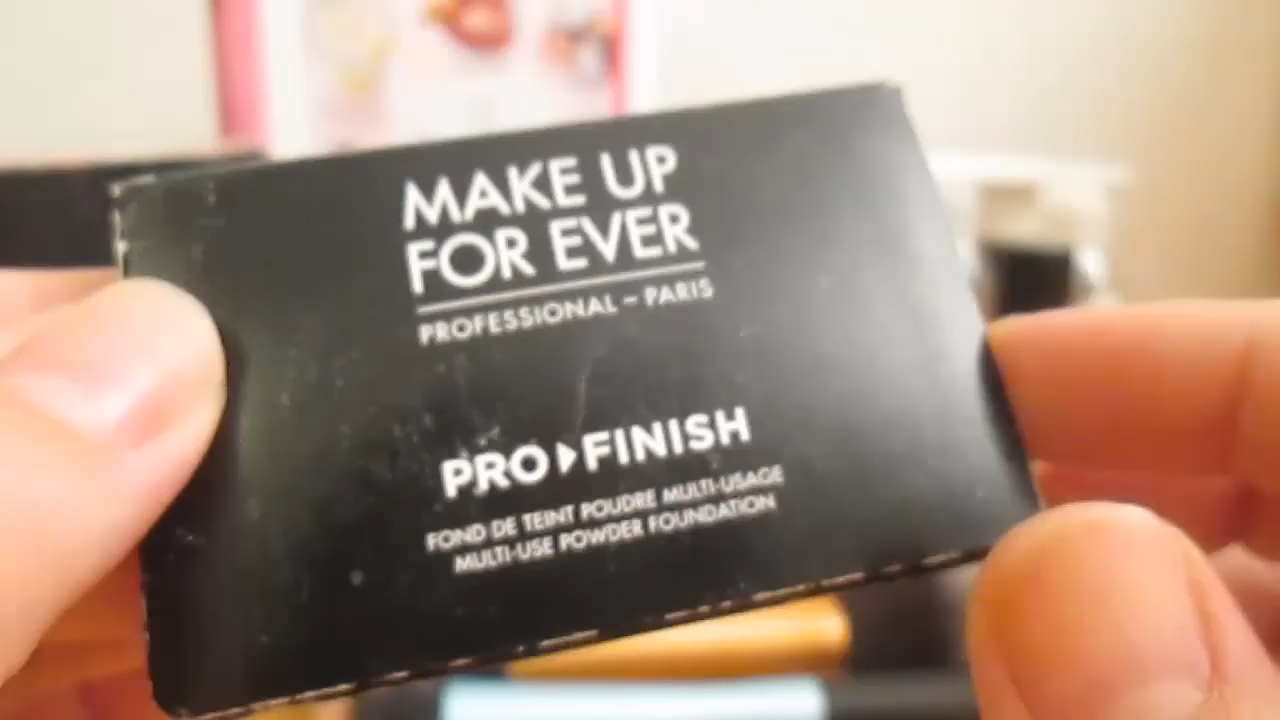 MAKE UP
FOR EVER
PROFESSIONAL – PARIS
PRO▸FINISH
FOND DE TEINT POUDRE MULTI-USAGE
MULTI-USE POWDER FOUNDATION